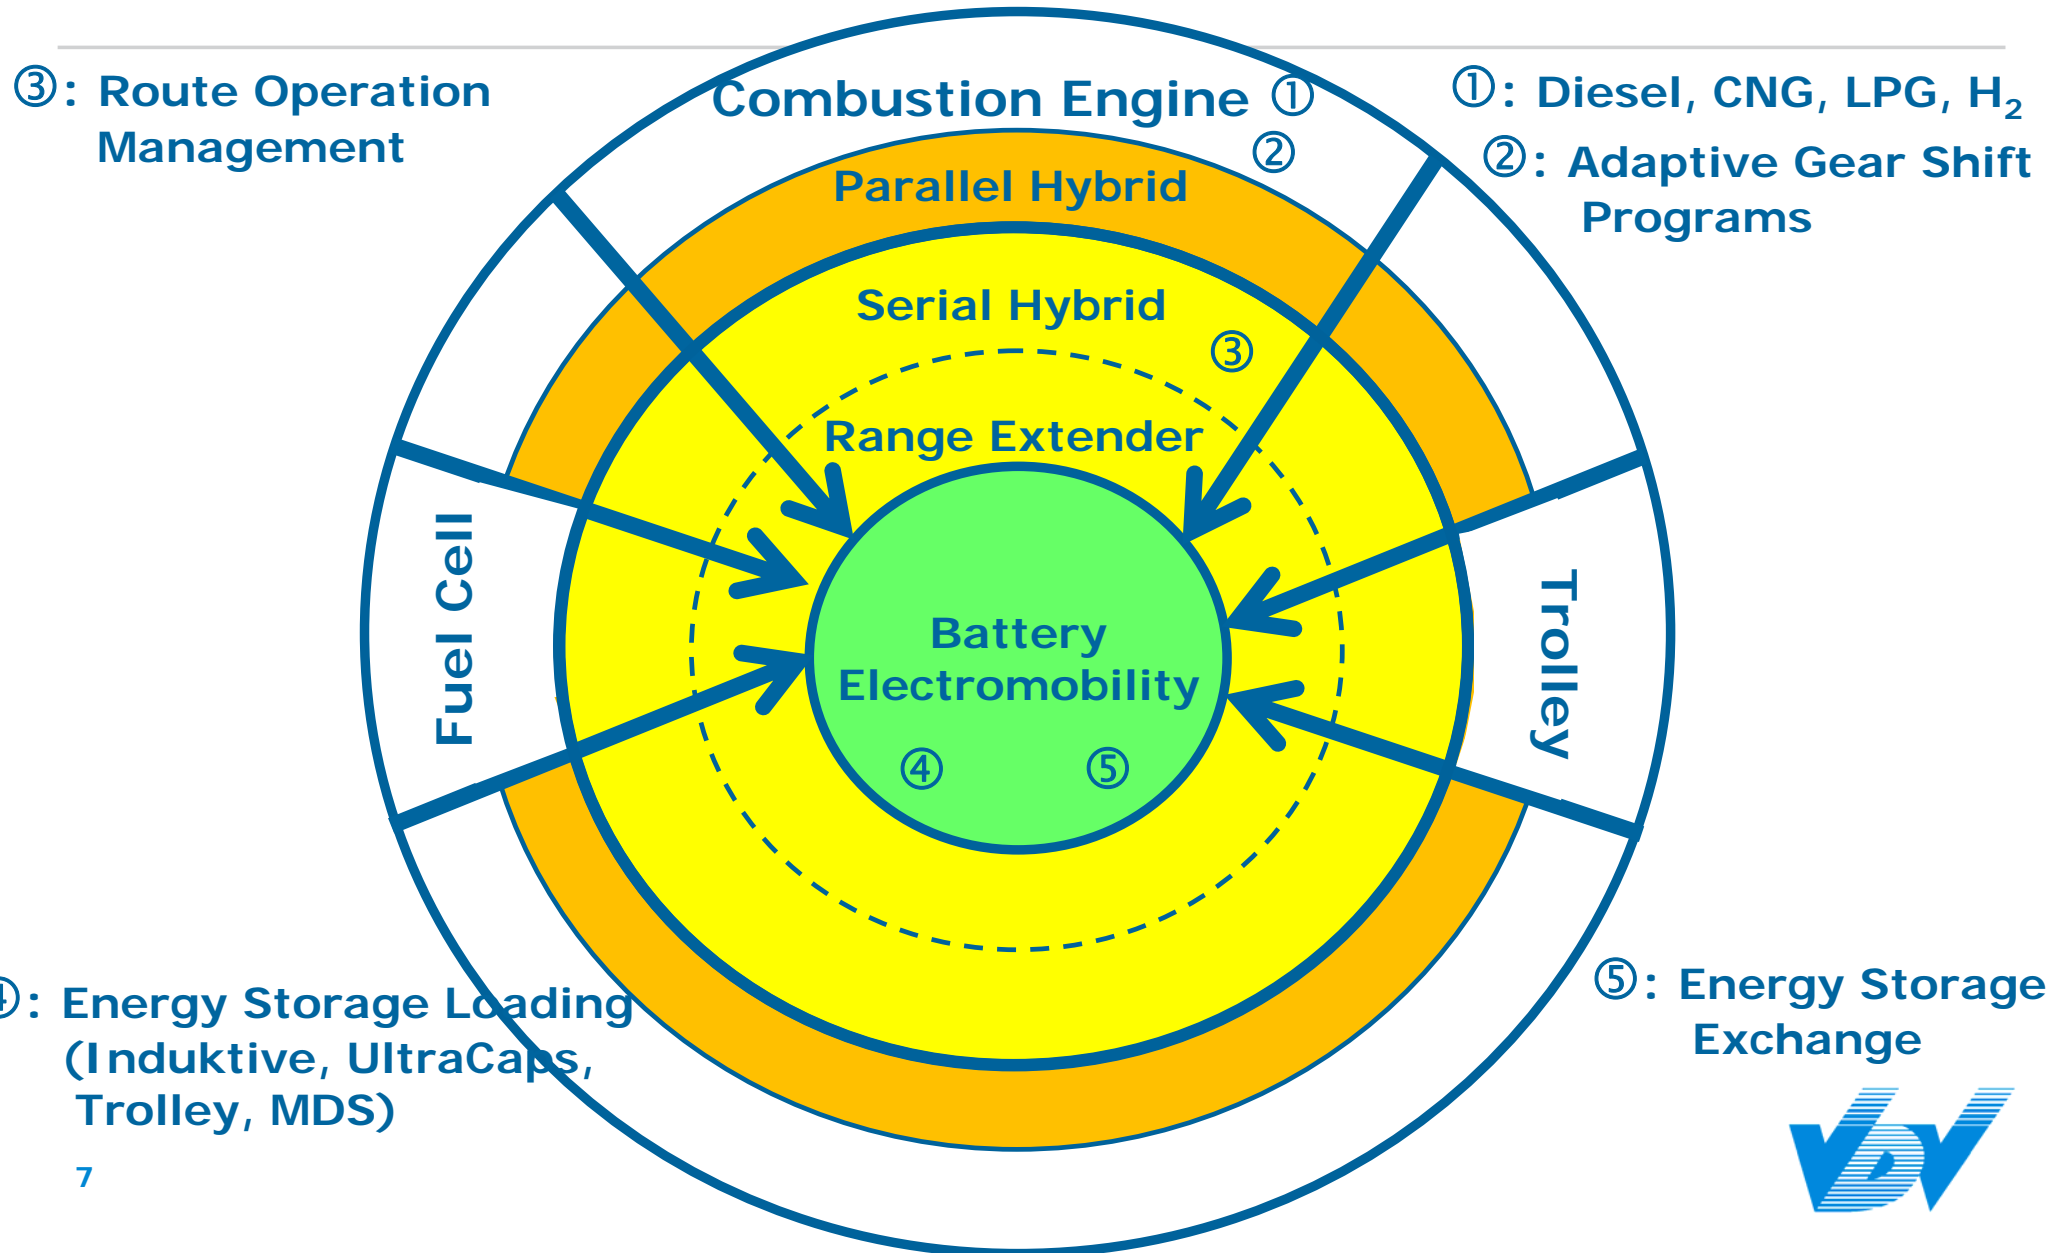 ③: Route Operation
Management
Combustion Engine ①
②
①: Diesel, CNG, LPG, H₂
②: Adaptive Gear Shift
Programs
Parallel Hybrid
Serial Hybrid
③
Range Extender
Fuel Cell
Battery
Electromobility
④ ⑤
Trolley
④: Energy Storage Loading
(Induktive, UltraCaps,
Trolley, MDS)
⑤: Energy Storage
Exchange
7
VDV